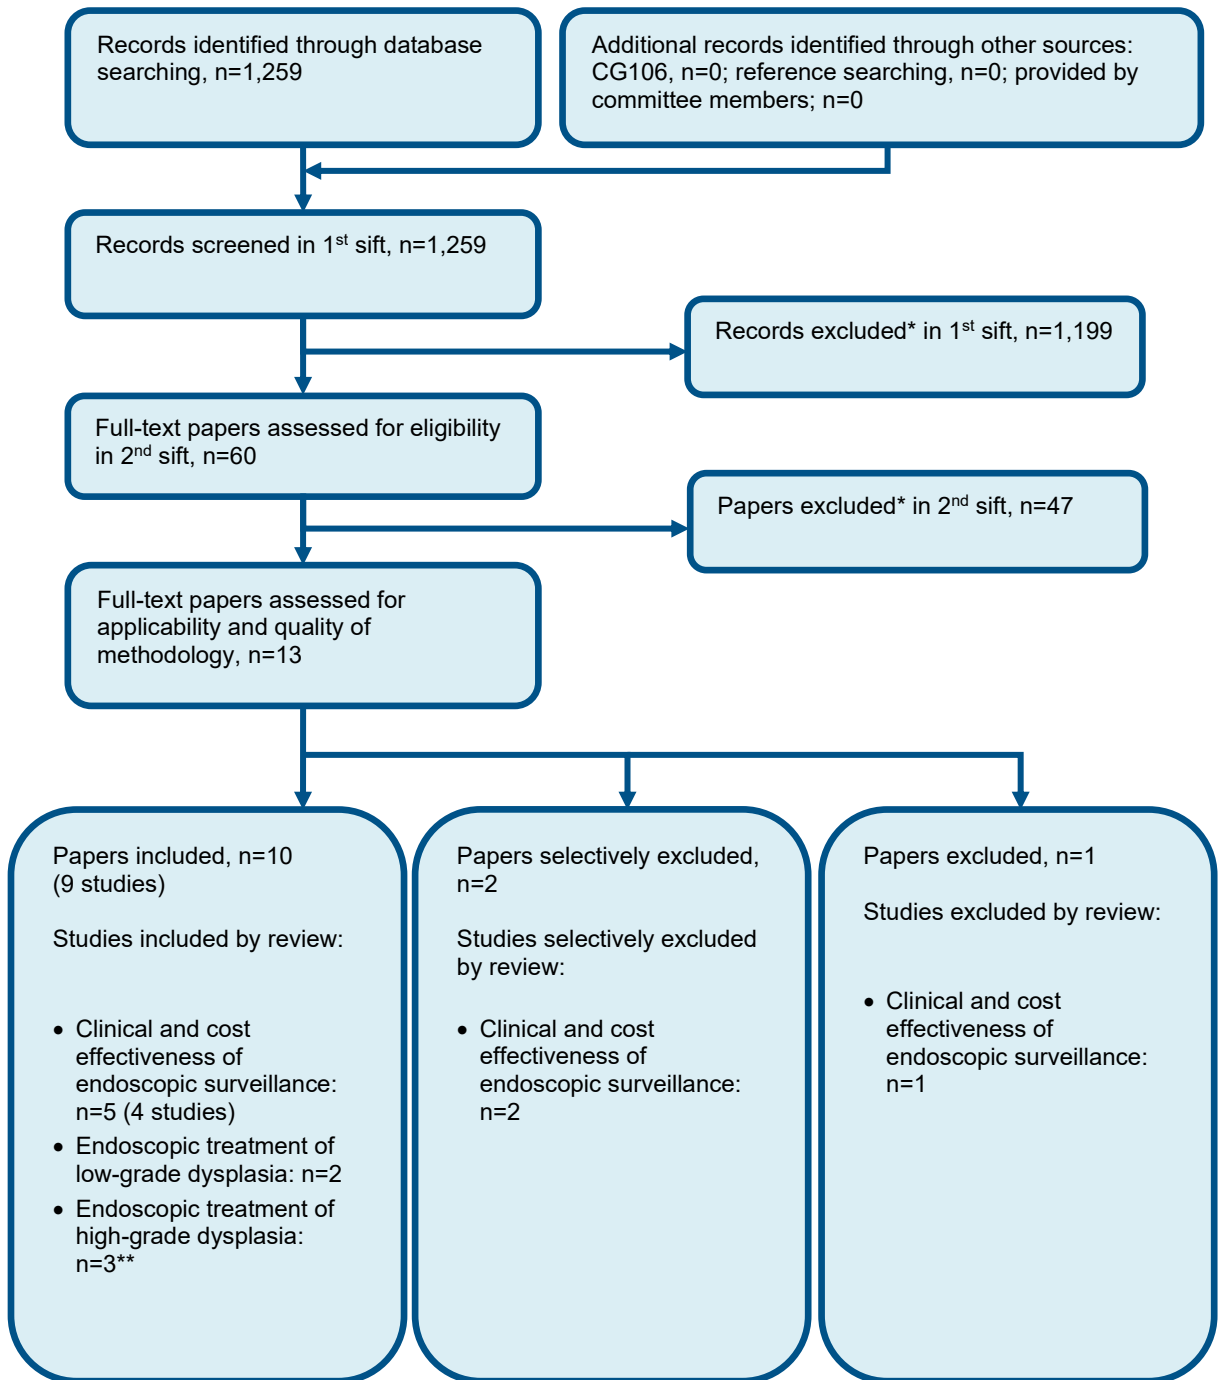 Records identified through database
searching, n=1,259
Additional records identified through other sources:
CG106, n=0; reference searching, n=0; provided by
committee members; n=0
Records screened in 1st sift, n=1,259
Records excluded* in 1st sift, n=1,199
Full-text papers assessed for eligibility
in 2nd sift, n=60
Papers excluded* in 2nd sift, n=47
Full-text papers assessed for
applicability and quality of
methodology, n=13
Papers included, n=10
(9 studies)
Studies included by review:
• Clinical and cost
effectiveness of
endoscopic surveillance:
n=5 (4 studies)
• Endoscopic treatment of
low-grade dysplasia: n=2
• Endoscopic treatment of
high-grade dysplasia:
n=3**
Papers selectively excluded,
n=2
Studies selectively excluded
by review:
• Clinical and cost
effectiveness of
endoscopic surveillance:
n=2
Papers excluded, n=1
Studies excluded by review:
• Clinical and cost
effectiveness of
endoscopic surveillance:
n=1